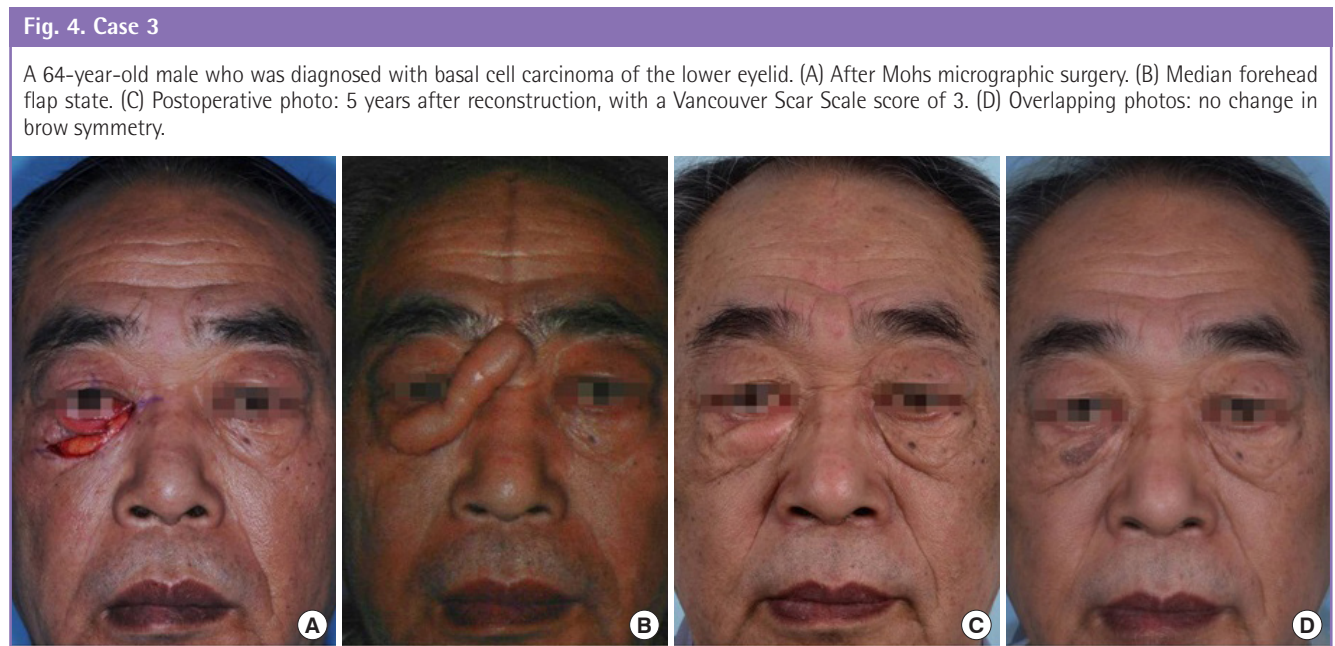 Fig. 4. Case 3
A 64-year-old male who was diagnosed with basal cell carcinoma of the lower eyelid. (A) After Mohs micrographic surgery. (B) Median forehead
flap state. (C) Postoperative photo: 5 years after reconstruction, with a Vancouver Scar Scale score of 3. (D) Overlapping photos: no change in
brow symmetry.
A B C D